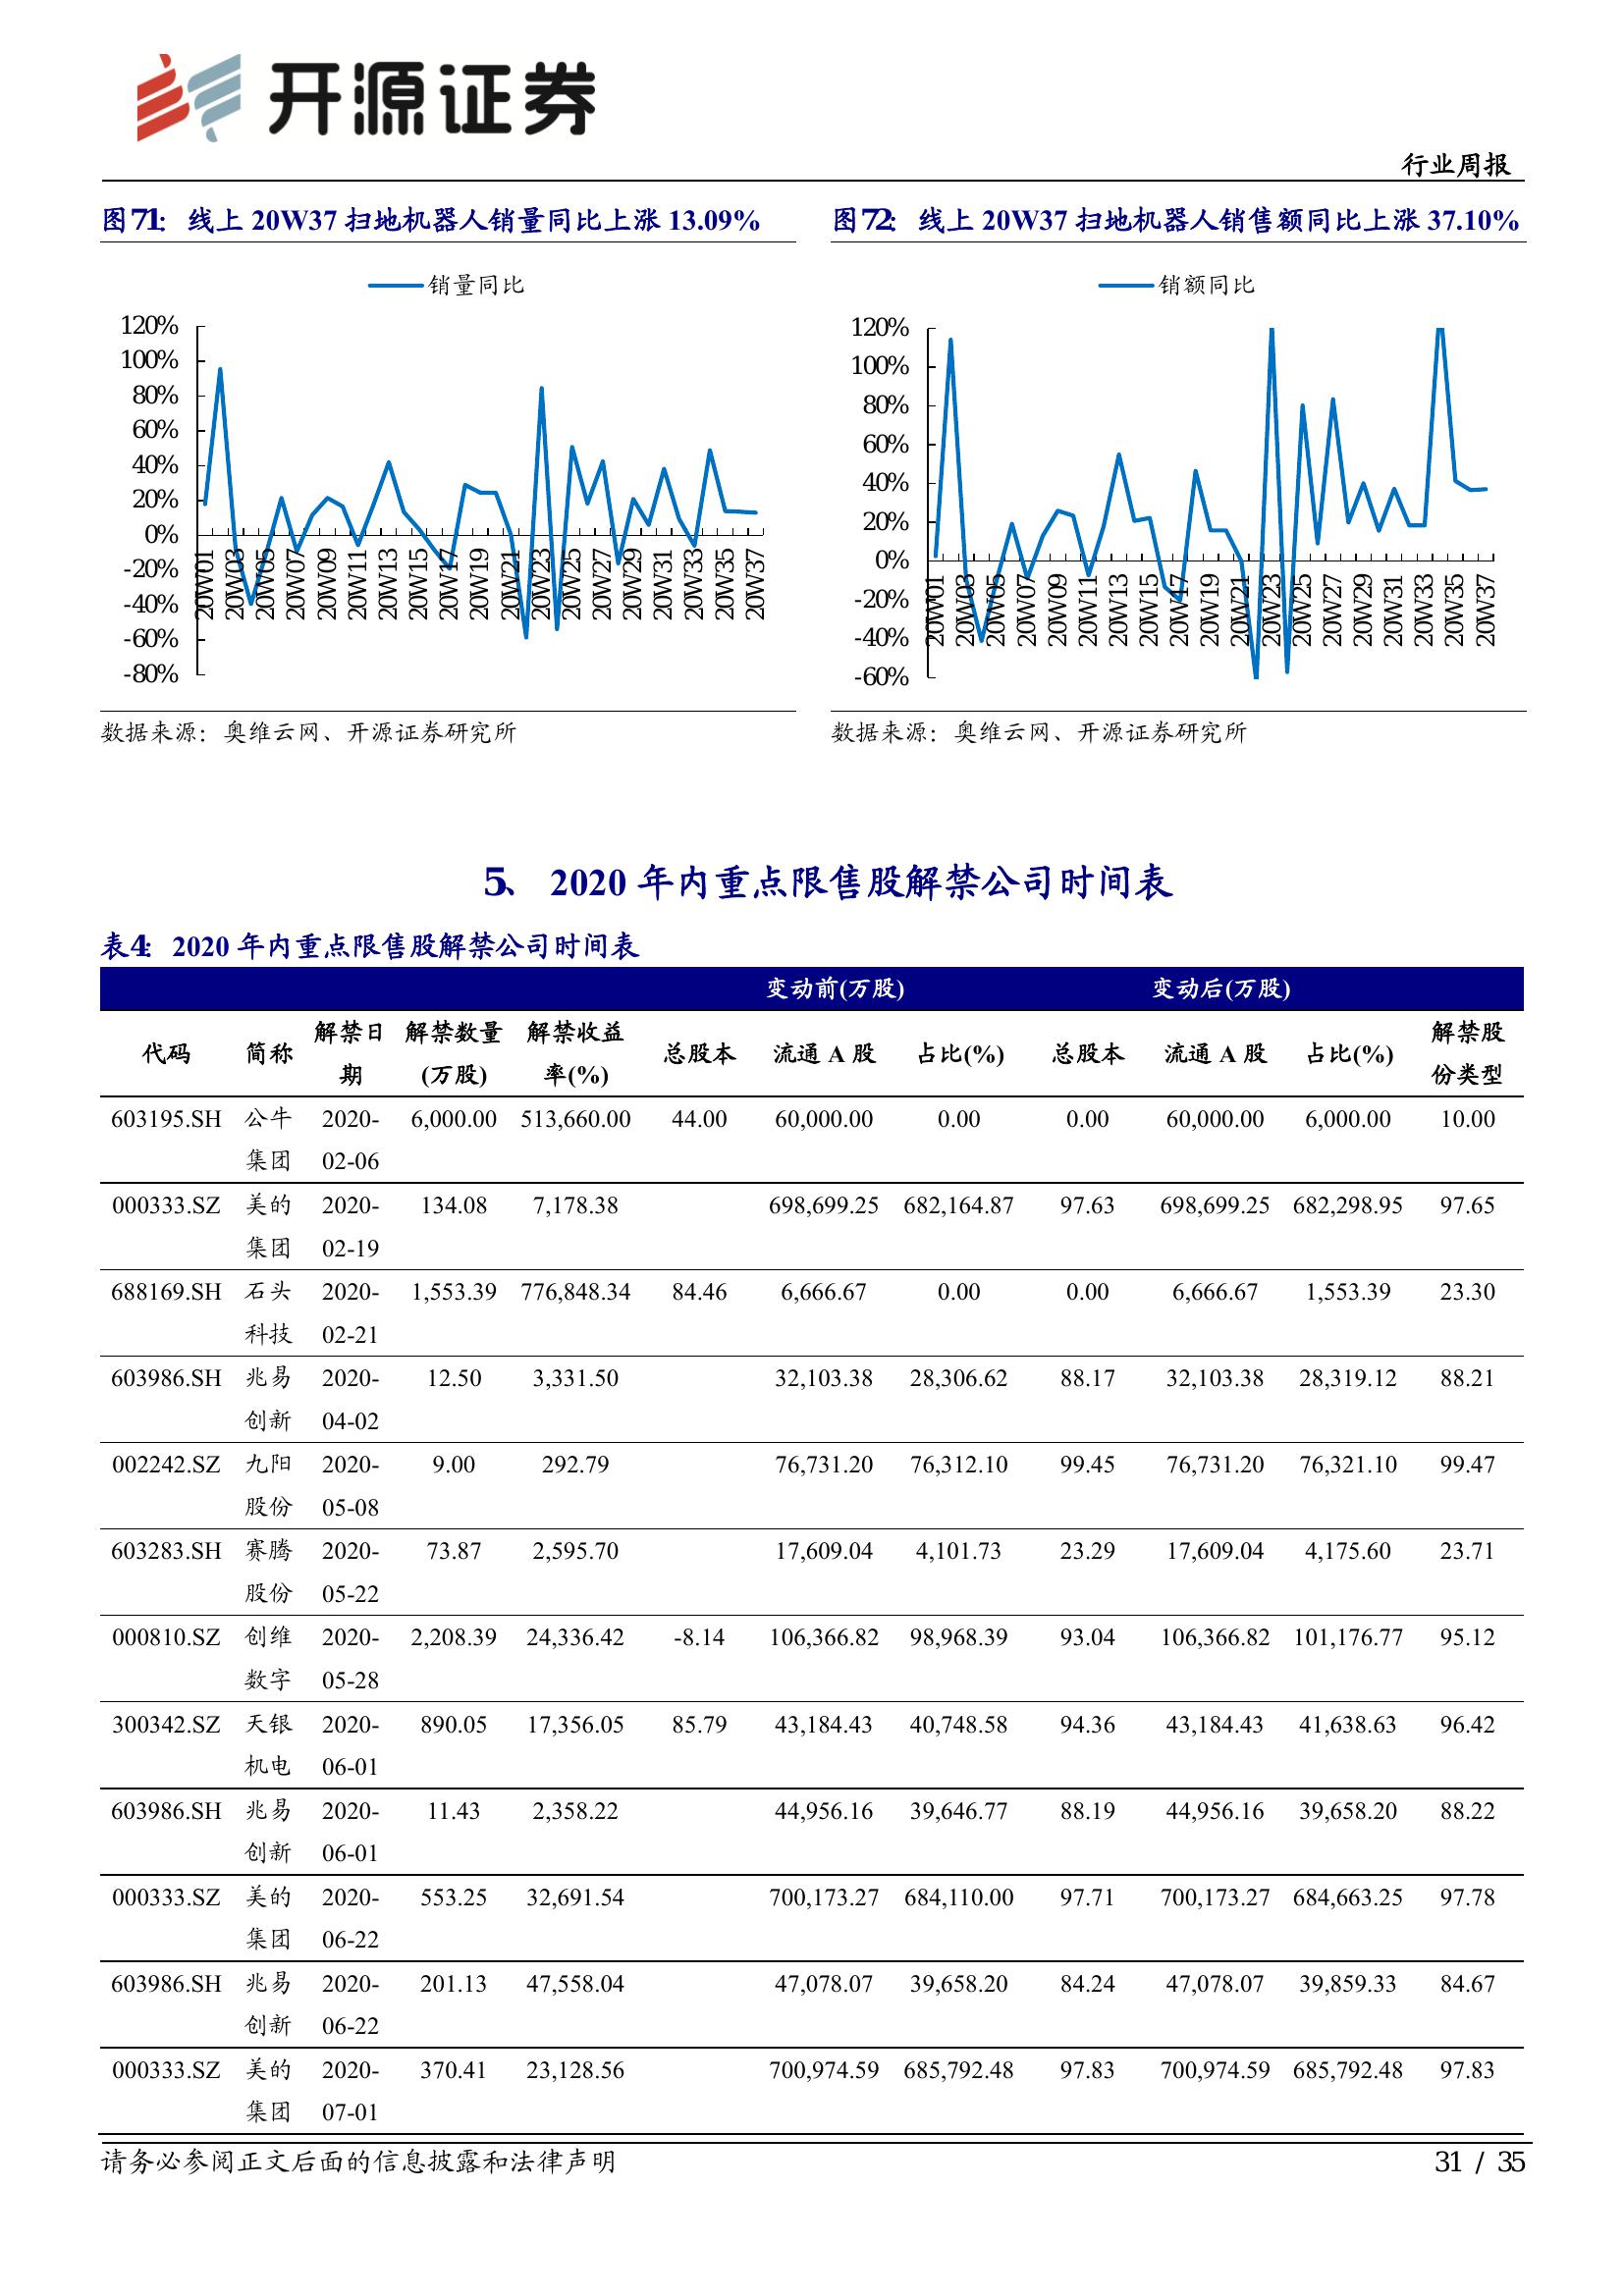 开源证券
行业周报
图71: 线上 20W37 扫地机器人销量同比上涨 13.09%
销量同比
120%
100%
80%
60%
40%
20%
0%
-20%
-40%
-60%
-80%
20W01 20W03 20W05 20W07 20W09 20W11 20W13 20W15 20W17 20W19 20W21 20W23 20W25 20W27 20W29 20W31 20W33 20W35 20W37
数据来源：奥维云网、开源证券研究所
图72: 线上 20W37 扫地机器人销售额同比上涨 37.10%
销额同比
120%
100%
80%
60%
40%
20%
0%
-20%
-40%
-60%
20W01 20W03 20W05 20W07 20W09 20W11 20W13 20W15 20W17 20W19 20W21 20W23 20W25 20W27 20W29 20W31 20W33 20W35 20W37
数据来源：奥维云网、开源证券研究所
5、 2020 年内重点限售股解禁公司时间表
表4: 2020 年内重点限售股解禁公司时间表
变动前(万股) 变动后(万股)
解禁日 解禁数量 解禁收益 解禁股
代码 简称 总股本 流通 A 股 占比(%) 总股本 流通 A 股 占比(%)
期 (万股) 率(%) 份类型
603195.SH 公牛 2020- 6,000.00 513,660.00 44.00 60,000.00 0.00 0.00 60,000.00 6,000.00 10.00
集团 02-06
000333.SZ 美的 2020- 134.08 7,178.38 698,699.25 682,164.87 97.63 698,699.25 682,298.95 97.65
集团 02-19
688169.SH 石头 2020- 1,553.39 776,848.34 84.46 6,666.67 0.00 0.00 6,666.67 1,553.39 23.30
科技 02-21
603986.SH 兆易 2020- 12.50 3,331.50 32,103.38 28,306.62 88.17 32,103.38 28,319.12 88.21
创新 04-02
002242.SZ 九阳 2020- 9.00 292.79 76,731.20 76,312.10 99.45 76,731.20 76,321.10 99.47
股份 05-08
603283.SH 赛腾 2020- 73.87 2,595.70 17,609.04 4,101.73 23.29 17,609.04 4,175.60 23.71
股份 05-22
000810.SZ 创维 2020- 2,208.39 24,336.42 -8.14 106,366.82 98,968.39 93.04 106,366.82 101,176.77 95.12
数字 05-28
300342.SZ 天银 2020- 890.05 17,356.05 85.79 43,184.43 40,748.58 94.36 43,184.43 41,638.63 96.42
机电 06-01
603986.SH 兆易 2020- 11.43 2,358.22 44,956.16 39,646.77 88.19 44,956.16 39,658.20 88.22
创新 06-01
000333.SZ 美的 2020- 553.25 32,691.54 700,173.27 684,110.00 97.71 700,173.27 684,663.25 97.78
集团 06-22
603986.SH 兆易 2020- 201.13 47,558.04 47,078.07 39,658.20 84.24 47,078.07 39,859.33 84.67
创新 06-22
000333.SZ 美的 2020- 370.41 23,128.56 700,974.59 685,792.48 97.83 700,974.59 685,792.48 97.83
集团 07-01
请务必参阅正文后面的信息披露和法律声明 31 / 35